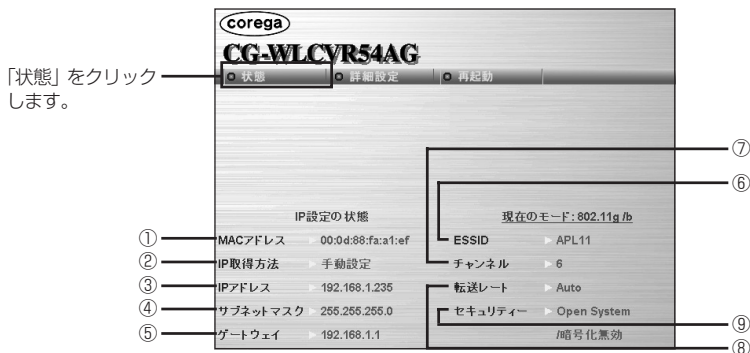 corega
CG-WLCVR54AG
状態 詳細設定 再起動
「状態」をクリック
します。
⑦
⑥
IP設定の状態 現在のモード: 802.11g /b
① MACアドレス 00:0d:88:fa:a1:ef ESSID APL11
② IP取得方法 手動設定 チャンネル 6
③ IPアドレス 192.168.1.235 転送レート Auto
④ サブネットマスク 255.255.255.0 セキュリティー Open System
⑨
⑤ ゲートウェイ 192.168.1.1 /暗号化無効
⑧